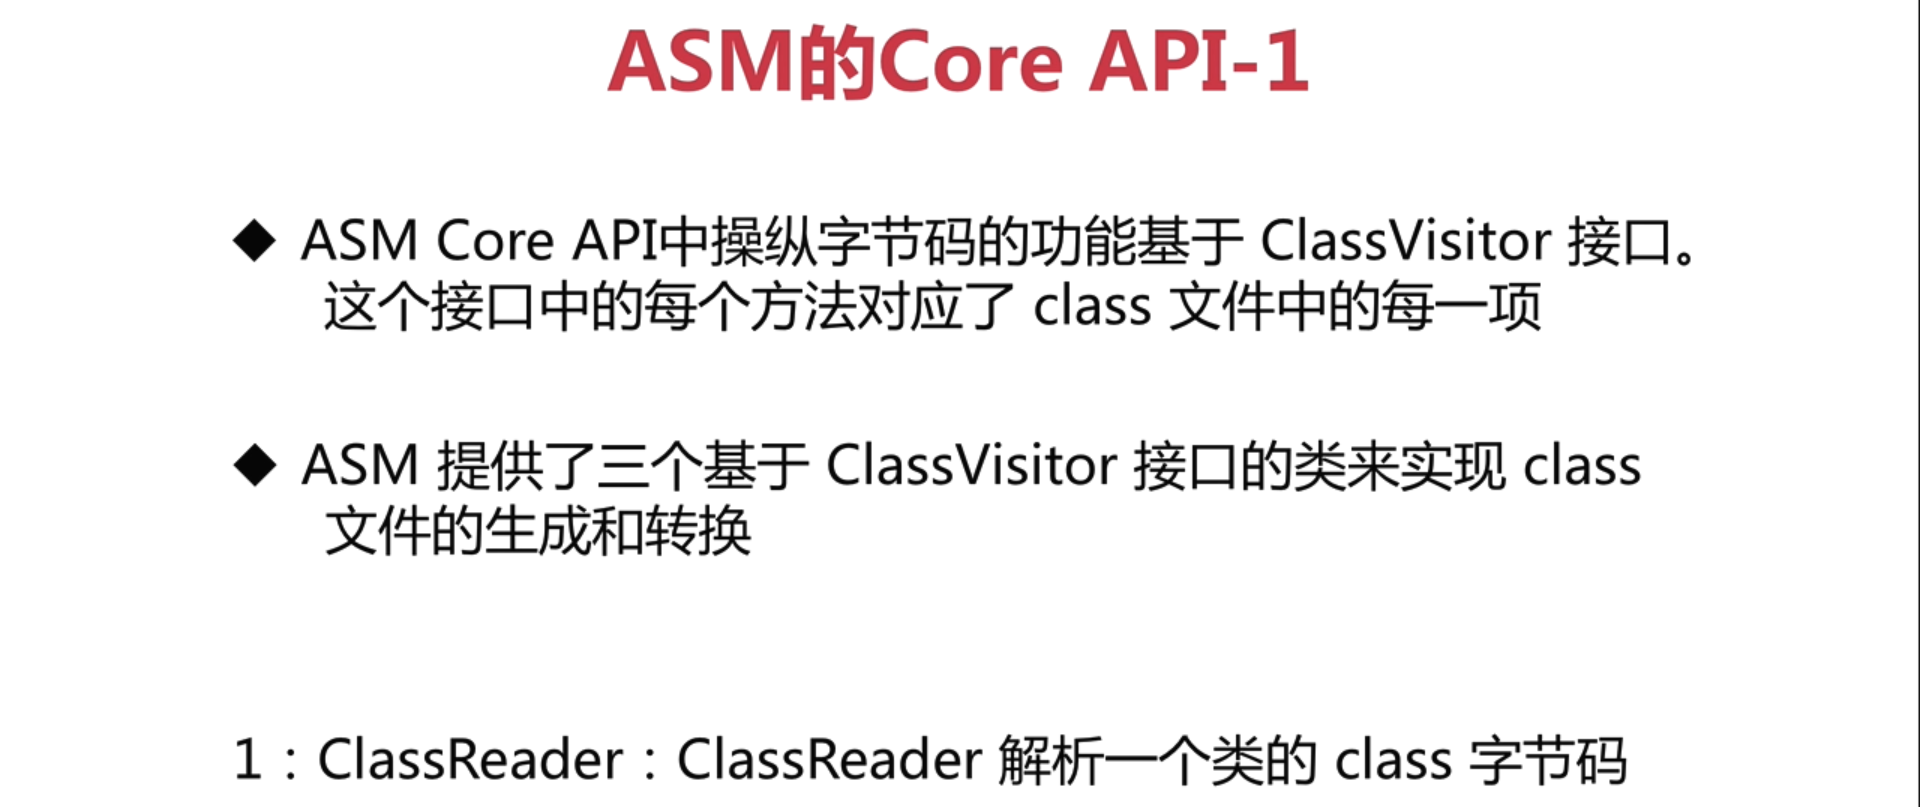 ASM的Core API-1
◆ ASM Core API中操纵字节码的功能基于 ClassVisitor 接口。
这个接口中的每个方法对应了 class 文件中的每一项
◆ ASM 提供了三个基于 ClassVisitor 接口的类来实现 class
文件的生成和转换
1：ClassReader：ClassReader 解析一个类的 class 字节码